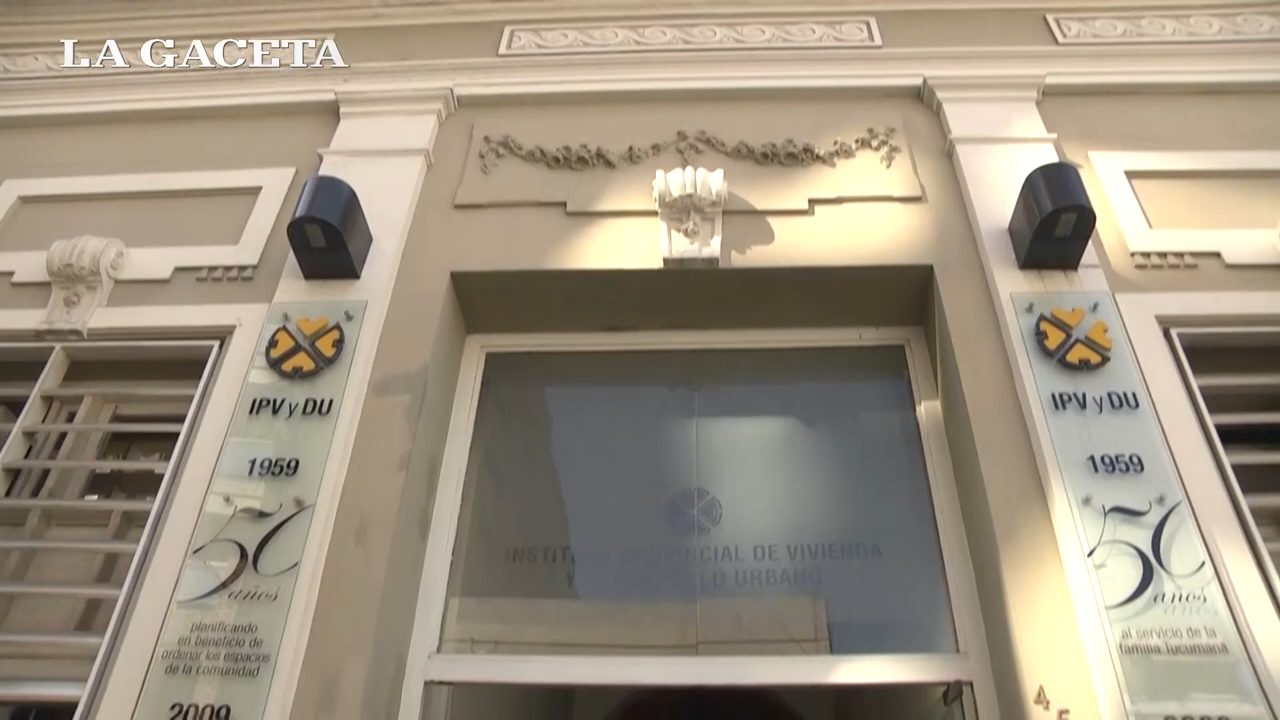 LA GACETA
IPV y DU
1959
50
años
planificando
en beneficio de
ordenar los espacios
de la comunidad
2009
INSTITUTO PROVINCIAL DE VIVIENDA
Y DESARROLLO URBANO
IPV y DU
1959
50
años
al servicio de la
familia Tucumana